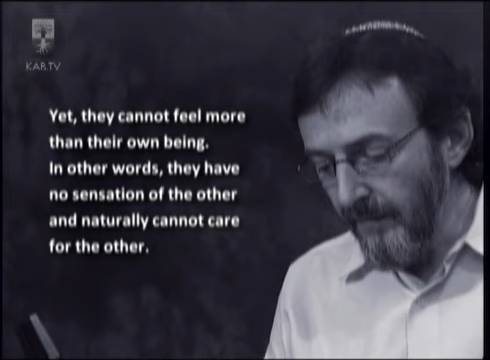 KAB.TV
Yet, they cannot feel more
than their own being.
In other words, they have
no sensation of the other
and naturally cannot care
for the other.